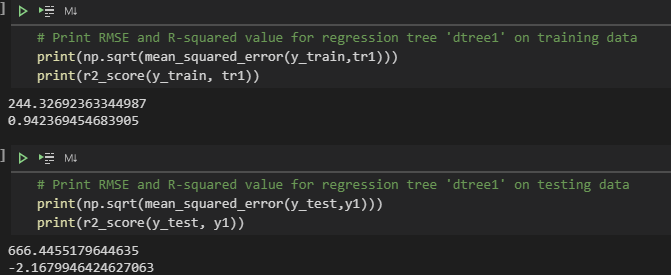 ] M↓
# Print RMSE and R-squared value for regression tree 'dtree1' on training data
print(np.sqrt(mean_squared_error(y_train,tr1)))
print(r2_score(y_train, tr1))
244.32692363344987
0.942369454683905
] M↓
# Print RMSE and R-squared value for regression tree 'dtree1' on testing data
print(np.sqrt(mean_squared_error(y_test,y1)))
print(r2_score(y_test, y1))
666.4455179644635
-2.1679946424627063